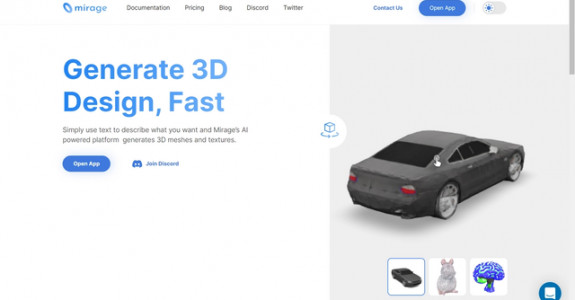 mirage
Documentation
Pricing
Blog
Discord
Twitter
Contact Us
Open App
Generate 3D
Design, Fast
Simply use text to describe what you want and Mirage's AI
powered platform generates 3D meshes and textures.
Open App
Join Discord